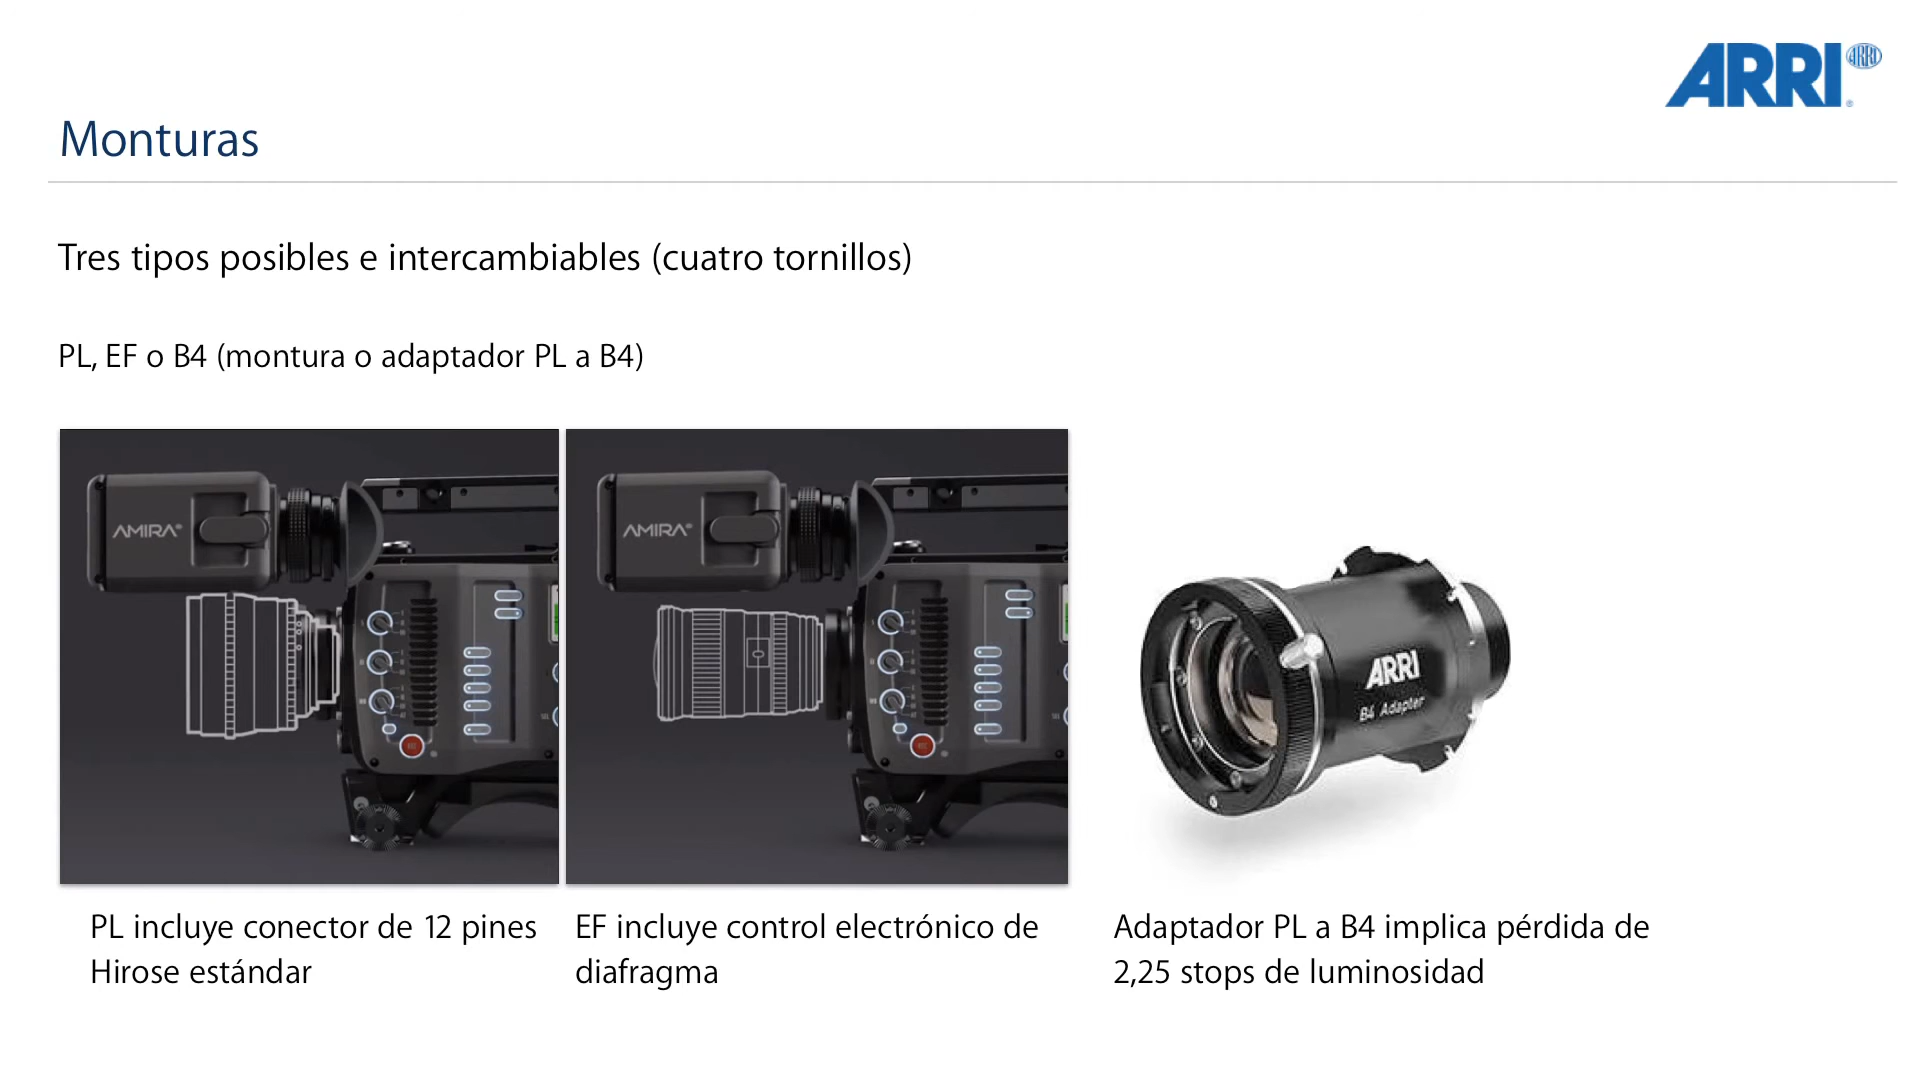 ARRI
Monturas
Tres tipos posibles e intercambiables (cuatro tornillos)
PL, EF o B4 (montura o adaptador PL a B4)
AMIRA
AMIRA
ARRI
B4 Adapter
PL incluye conector de 12 pines
Hirose estándar
EF incluye control electrónico de
diafragma
Adaptador PL a B4 implica pérdida de
2,25 stops de luminosidad